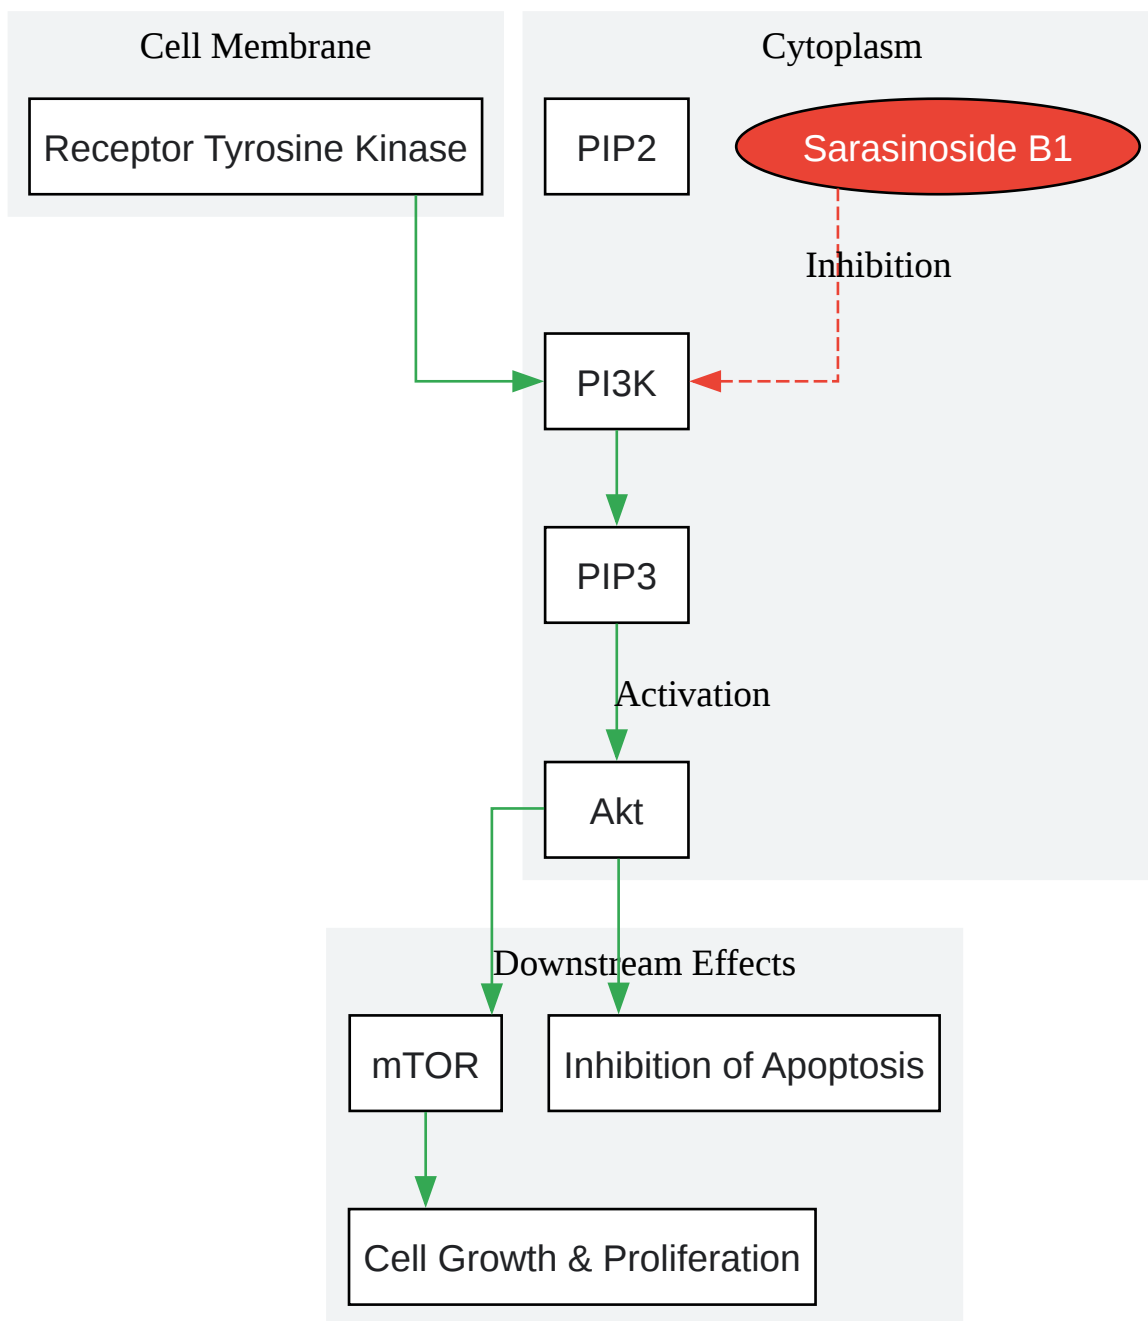 Cell Membrane
Cytoplasm
Receptor Tyrosine Kinase
PIP2
Sarasinoside B1
Inhibition
PI3K
PIP3
Activation
Akt
Downstream Effects
mTOR
Inhibition of Apoptosis
Cell Growth & Proliferation